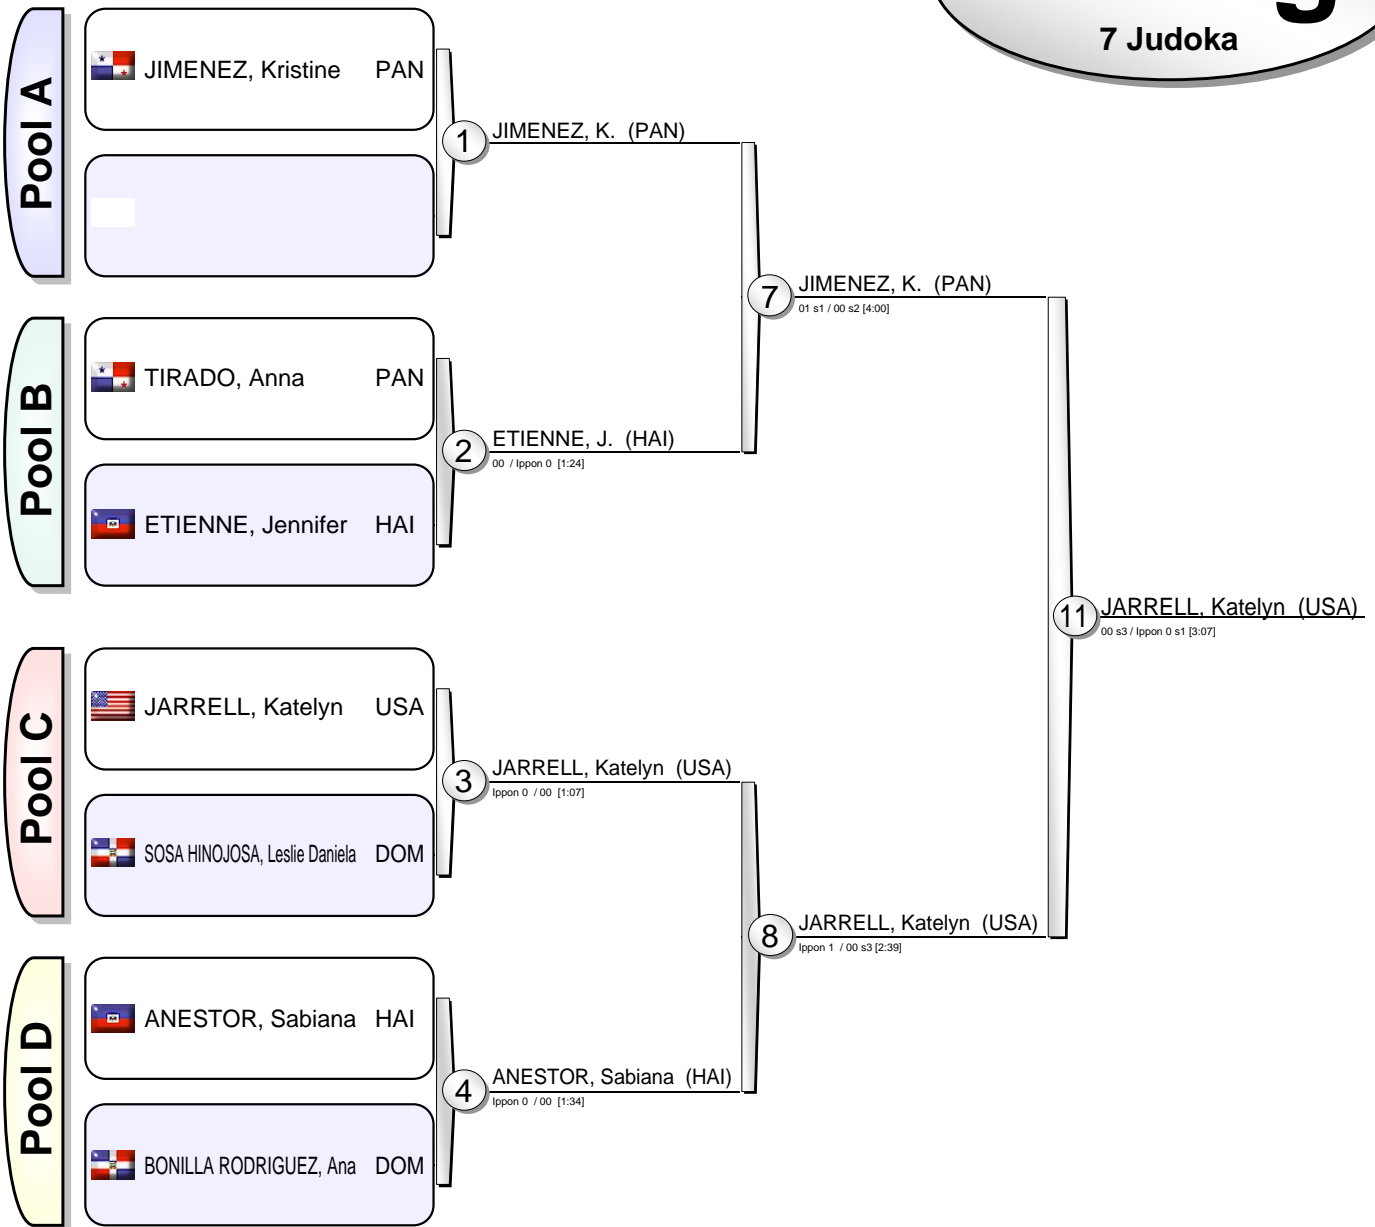 7 Judoka
Pool A
JIMENEZ, Kristine PAN
1 JIMENEZ, K. (PAN)
7 JIMENEZ, K. (PAN)
01 s1 / 00 s2 [4:00]
Pool B
TIRADO, Anna PAN
2 ETIENNE, J. (HAI)
00 / Ippon 0 [1:24]
ETIENNE, Jennifer HAI
11 JARRELL, Katelyn (USA)
00 s3 / Ippon 0 s1 [3:07]
Pool C
JARRELL, Katelyn USA
3 JARRELL, Katelyn (USA)
Ippon 0 / 00 [1:07]
SOSA HINOJOSA, Leslie Daniela DOM
8 JARRELL, Katelyn (USA)
Ippon 1 / 00 s3 [2:39]
Pool D
ANESTOR, Sabiana HAI
4 ANESTOR, Sabiana (HAI)
Ippon 0 / 00 [1:34]
BONILLA RODRIGUEZ, Ana DOM